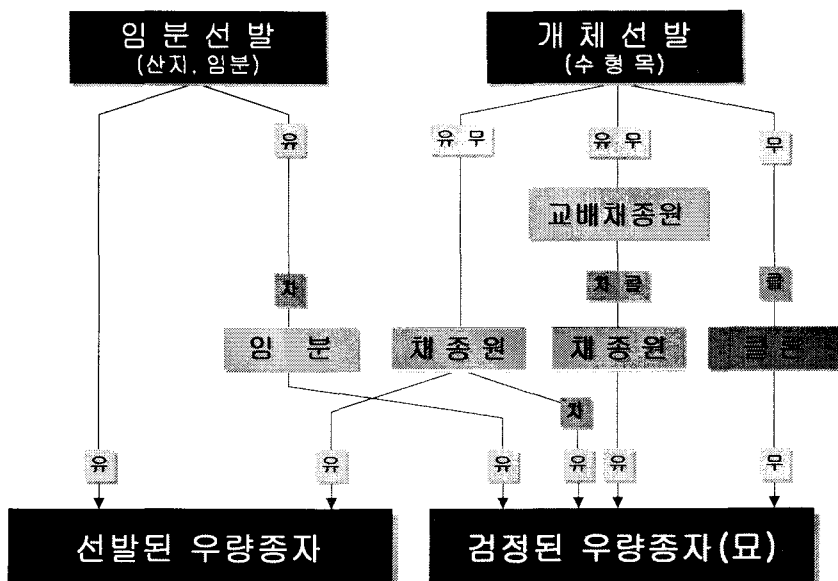 임분선발
(산지, 임분)
개체선발
(수형목)
유
유 무
유 무
무
교배채종원
차
차 클
클
임 분
채종원
채종원
클론
차
유
유
유
유
유
무
선발된 우량종자
검정된 우량종자(묘)